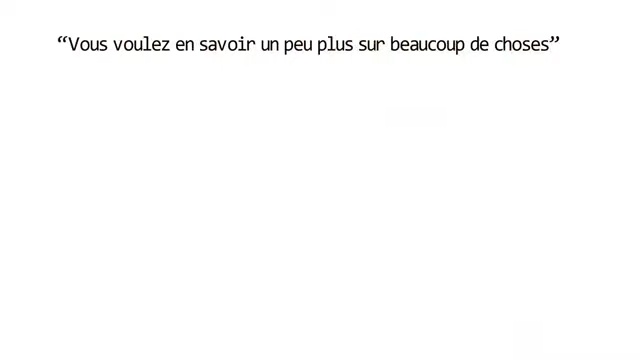 “Vous voulez en savoir un peu plus sur beaucoup de choses”